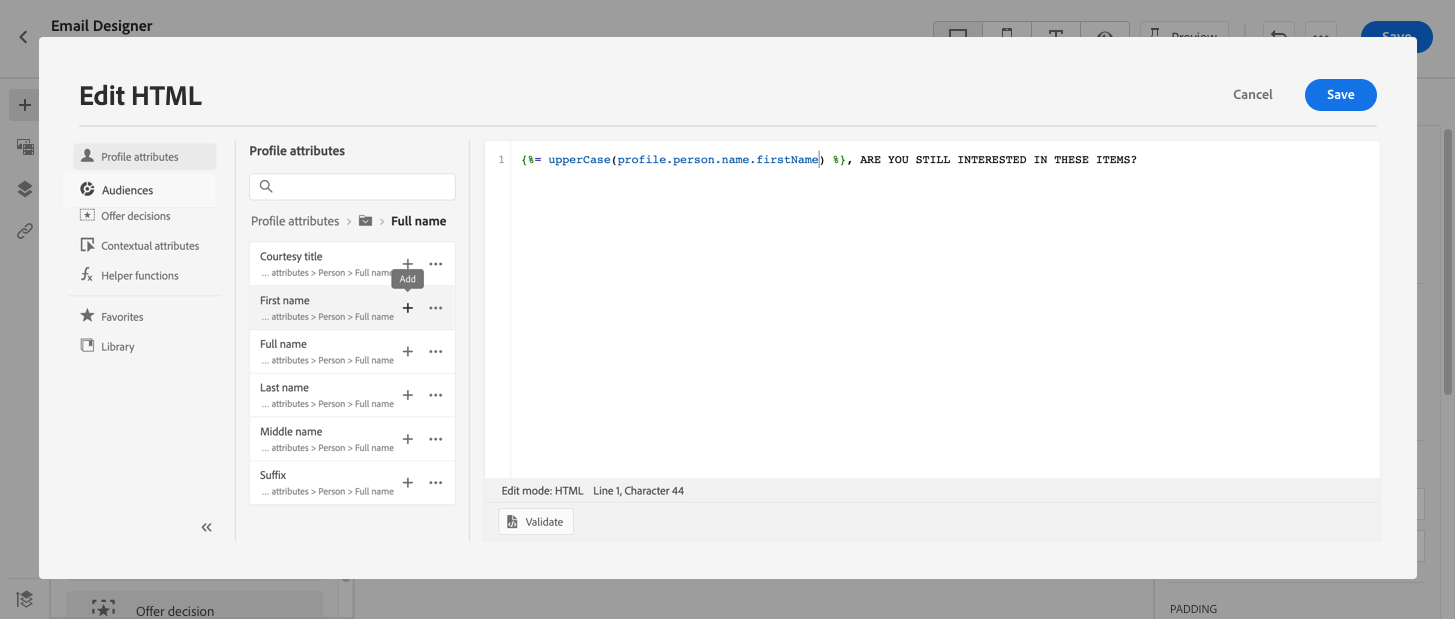 Email Designer
Preview
Save
Edit HTML
Cancel
Save
Profile attributes
Audiences
Offer decisions
Contextual attributes
Helper functions
Favorites
Library
Profile attributes
Profile attributes > > Full name
Courtesy title
... attributes > Person > Full name
Add
First name
... attributes > Person > Full name
Full name
... attributes > Person > Full name
Last name
... attributes > Person > Full name
Middle name
... attributes > Person > Full name
Suffix
... attributes > Person > Full name
1 {%= upperCase(profile.person.name.firstName) %}, ARE YOU STILL INTERESTED IN THESE ITEMS?
Edit mode: HTML Line 1, Character 44
Validate
Offer decision
PADDING